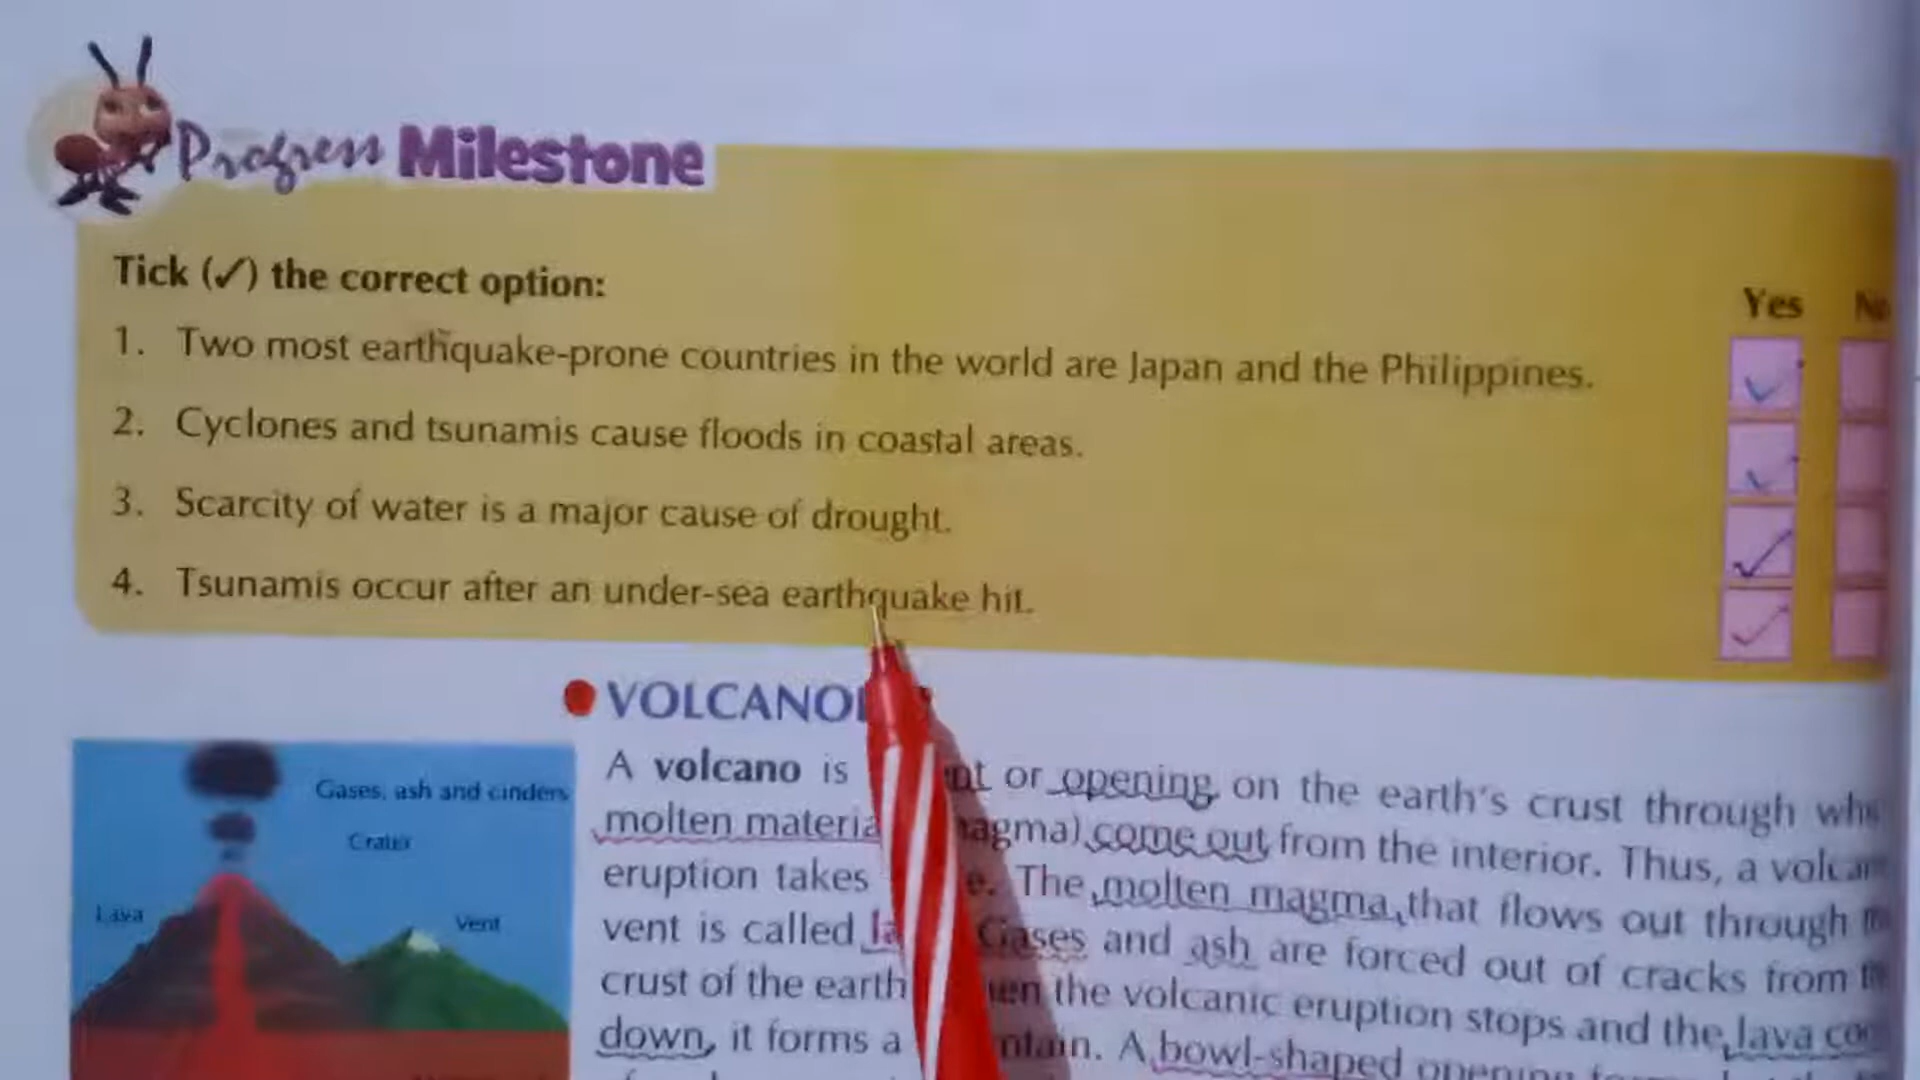 Progress Milestone
Tick (✓) the correct option:
Yes
1. Two most earthquake-prone countries in the world are Japan and the Philippines.
2. Cyclones and tsunamis cause floods in coastal areas.
3. Scarcity of water is a major cause of drought.
4. Tsunamis occur after an under-sea earthquake hit.
Gases, ash and cinders
Crater
Lava
Vent
A volcano is or opening on the earth's crust through
molten come out from the interior. Thus, a
eruption takes The molten magma that flows out through
vent is called Gases and ash are forced out of cracks from
crust of the earth the volcanic eruption stops and the lava
down, it forms a A bowl-shaped opening